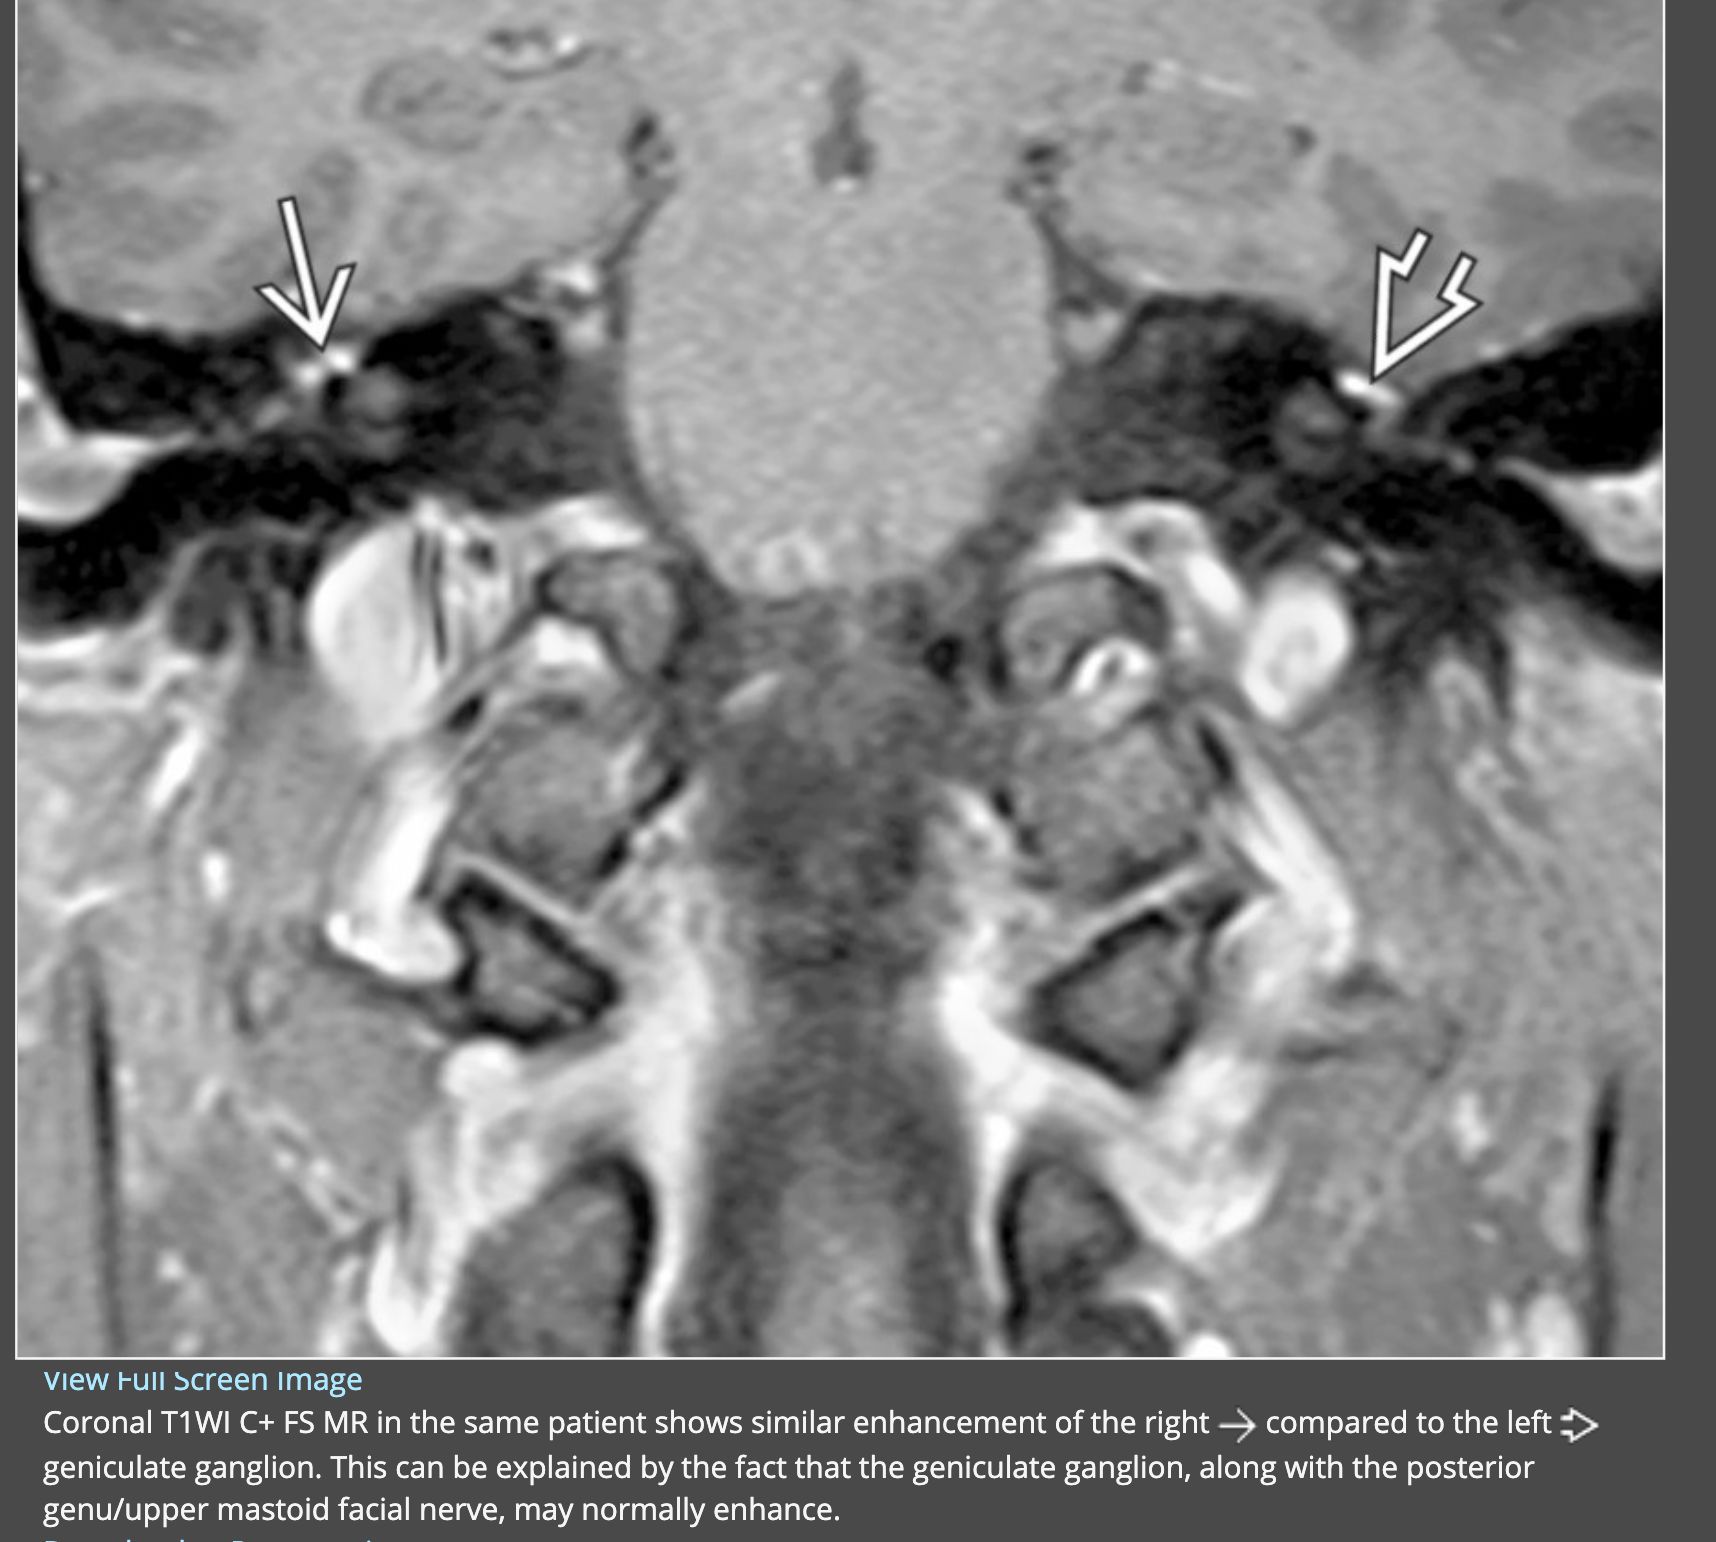 View Full Screen Image
Coronal T1WI C+ FS MR in the same patient shows similar enhancement of the right → compared to the left ⮚
geniculate ganglion. This can be explained by the fact that the geniculate ganglion, along with the posterior
genu/upper mastoid facial nerve, may normally enhance.